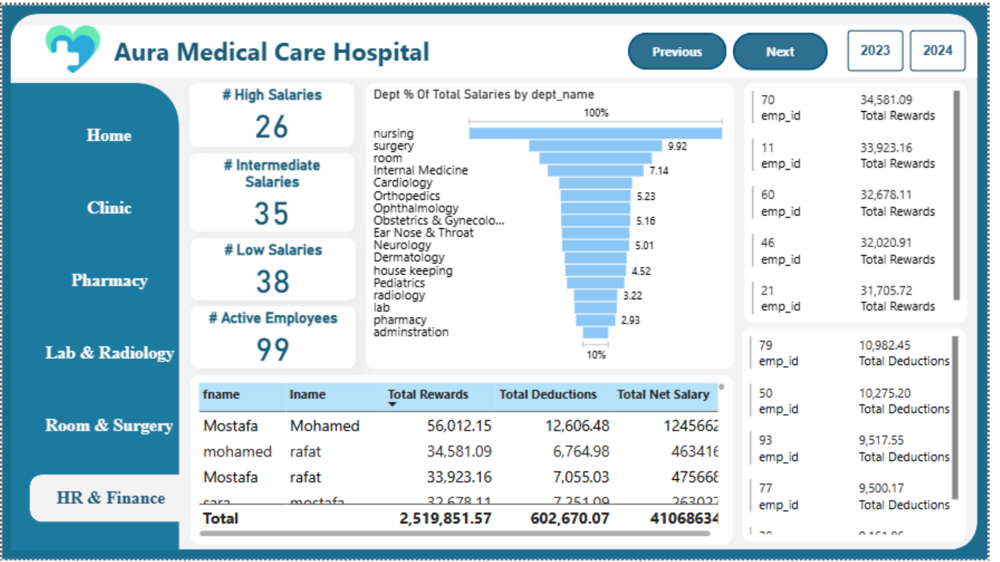 Aura Medical Care Hospital
Previous
Next
2023
2024
Home
Clinic
Pharmacy
Lab & Radiology
Room & Surgery
HR & Finance
# High Salaries
26
# Intermediate
Salaries
35
# Low Salaries
38
# Active Employees
99
Dept % Of Total Salaries by dept_name
100%
nursing
surgery 9.92
room
Internal Medicine 7.14
Cardiology
Orthopedics 5.23
Ophthalmology
Obstetrics & Gynecolo... 5.16
Ear Nose & Throat
Neurology 5.01
Dermatology
house keeping 4.52
Pediatrics
radiology 3.22
lab
pharmacy 2.93
adminstration
10%
70 34,581.09
emp_id Total Rewards
11 33,923.16
emp_id Total Rewards
60 32,678.11
emp_id Total Rewards
46 32,020.91
emp_id Total Rewards
21 31,705.72
emp_id Total Rewards
79 10,982.45
emp_id Total Deductions
50 10,275.20
emp_id Total Deductions
93 9,517.55
emp_id Total Deductions
77 9,500.17
emp_id Total Deductions
fname lname Total Rewards Total Deductions Total Net Salary
Mostafa Mohamed 56,012.15 12,606.48 1245662
mohamed rafat 34,581.09 6,764.98 463416
Mostafa rafat 33,923.16 7,055.03 475668
sara mostafa 32,678.11 7,251.09 263027
Total 2,519,851.57 602,670.07 41068634